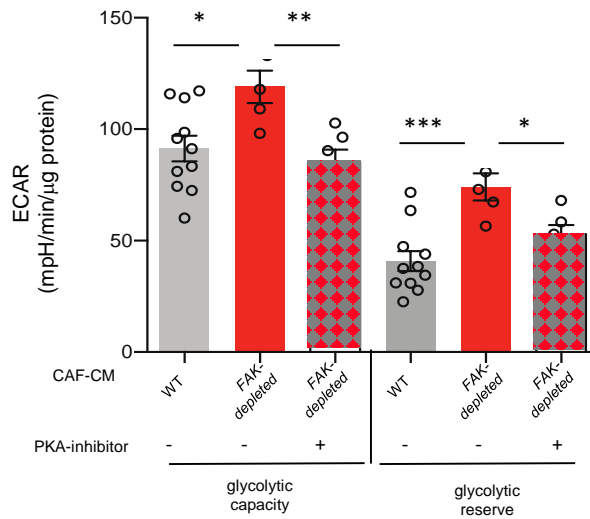 150
100
50
0
ECAR
(mpH/min/μg protein)
* ** *** *
CAF-CM
WT FAK-depleted FAK-depleted WT FAK-depleted FAK-depleted
PKA-inhibitor - - + - - +
glycolytic
capacity
glycolytic
reserve